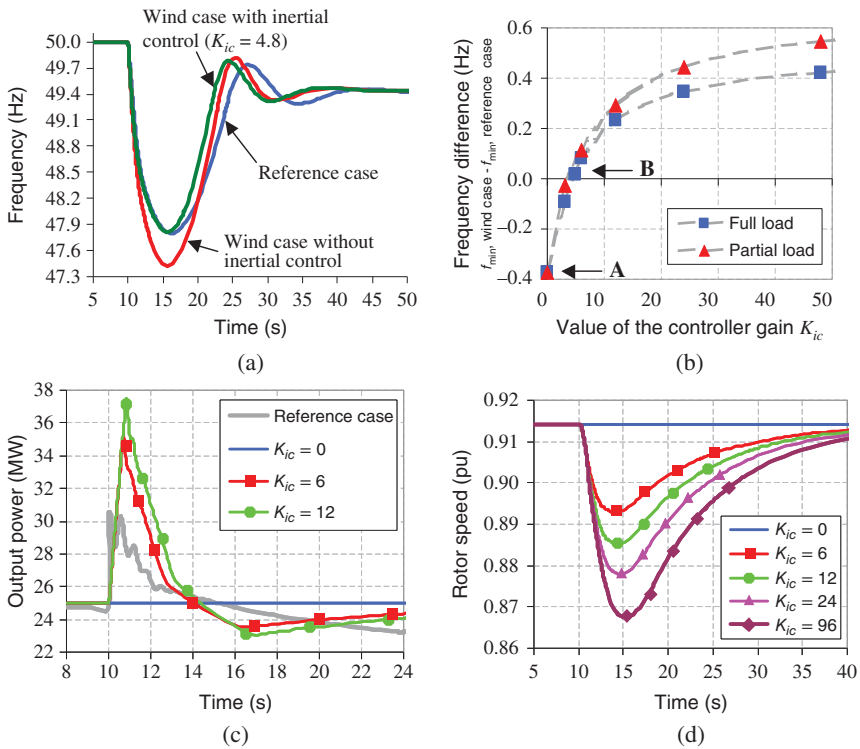 Wind case with inertial
control (K_ic = 4.8)
Reference case
Wind case without
inertial control
Frequency (Hz)
50.0
49.7
49.4
49.1
48.8
48.5
48.2
47.9
47.6
47.3
5 10 15 20 25 30 35 40 45 50
Time (s)
(a)
Frequency difference (Hz)
f_min, wind case - f_min, reference case
0.6
0.4
0.2
0.0
−0.2
−0.4
B
A
Full load
Partial load
0 10 20 30 40 50
Value of the controller gain K_ic
(b)
Output power (MW)
38
36
34
32
30
28
26
24
22
Reference case
K_ic = 0
K_ic = 6
K_ic = 12
8 10 12 14 16 18 20 22 24
Time (s)
(c)
Rotor speed (pu)
0.92
0.91
0.90
0.89
0.88
0.87
0.86
K_ic = 0
K_ic = 6
K_ic = 12
K_ic = 24
K_ic = 96
5 10 15 20 25 30 35 40
Time (s)
(d)